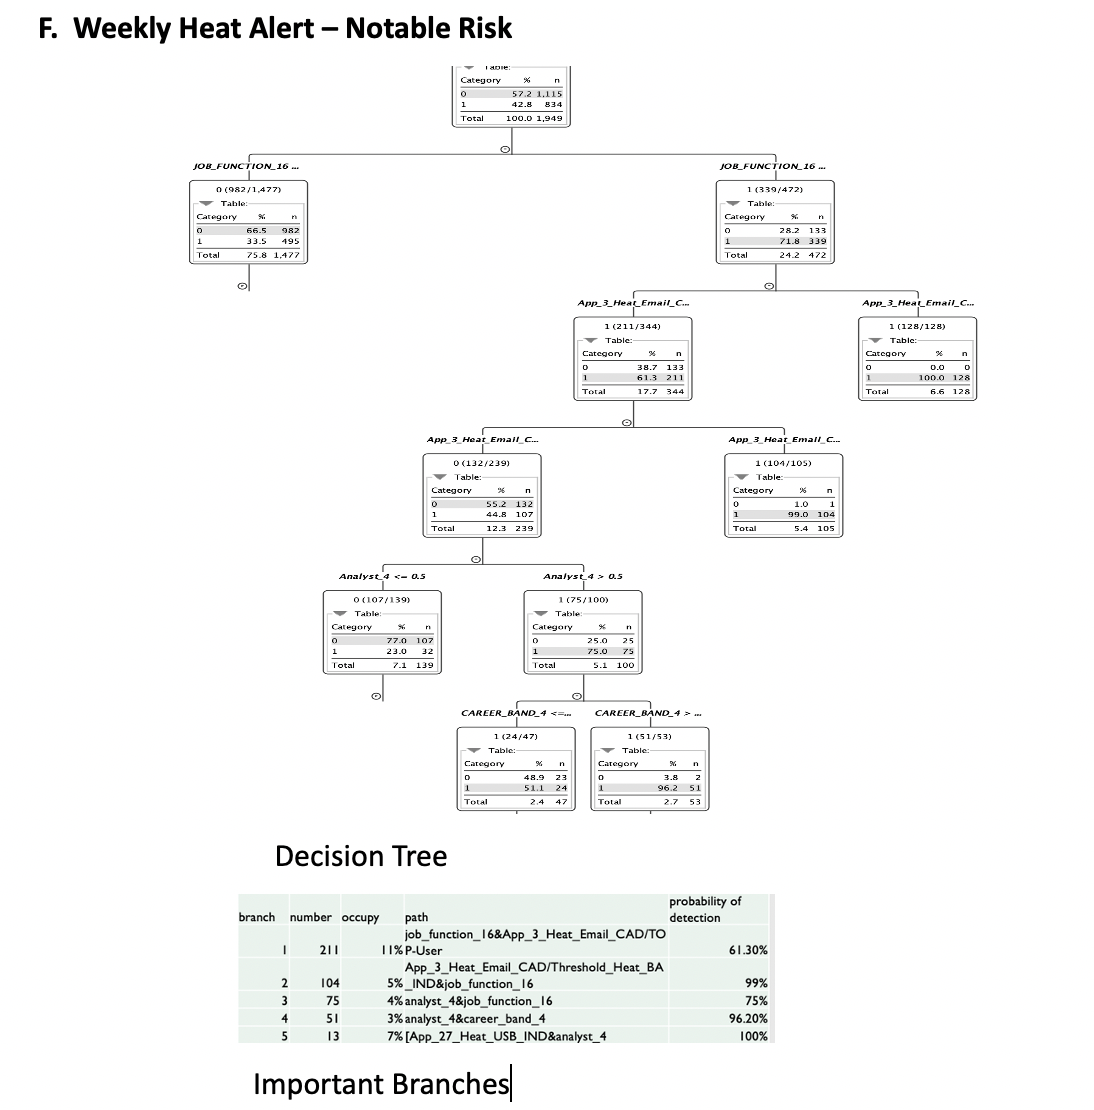 F. Weekly Heat Alert – Notable Risk
Table:
Category % n
0 57.2 1,115
1 42.8 834
Total 100.0 1,949
JOB_FUNCTION_16 ...
JOB_FUNCTION_16 ...
0 (982/1,477)
Table:
Category % n
0 66.5 982
1 33.5 495
Total 75.8 1,477
1 (339/472)
Table:
Category % n
0 28.2 133
1 71.8 339
Total 24.2 472
App_3_Heat_Email_C...
App_3_Heat_Email_C...
1 (211/344)
Table:
Category % n
0 38.7 133
1 61.3 211
Total 17.7 344
1 (128/128)
Table:
Category % n
0 0.0 0
1 100.0 128
Total 6.6 128
App_3_Heat_Email_C...
App_3_Heat_Email_C...
0 (132/239)
Table:
Category % n
0 55.2 132
1 44.8 107
Total 12.3 239
1 (104/105)
Table:
Category % n
0 1.0 1
1 99.0 104
Total 5.4 105
Analyst_4 <= 0.5
Analyst_4 > 0.5
0 (107/139)
Table:
Category % n
0 77.0 107
1 23.0 32
Total 7.1 139
1 (75/100)
Table:
Category % n
0 25.0 25
1 75.0 75
Total 5.1 100
CAREER_BAND_4 <=...
CAREER_BAND_4 > ...
1 (24/47)
Table:
Category % n
0 48.9 23
1 51.1 24
Total 2.4 47
1 (51/53)
Table:
Category % n
0 3.8 2
1 96.2 51
Total 2.7 53
Decision Tree
probability of
branch number occupy path detection
job_function_16&App_3_Heat_Email_CAD/TO
1 211 11% P-User 61.30%
App_3_Heat_Email_CAD/Threshold_Heat_BA
2 104 5% _IND&job_function_16 99%
3 75 4% analyst_4&job_function_16 75%
4 51 3% analyst_4&career_band_4 96.20%
5 13 7% [App_27_Heat_USB_IND&analyst_4 100%
Important Branches